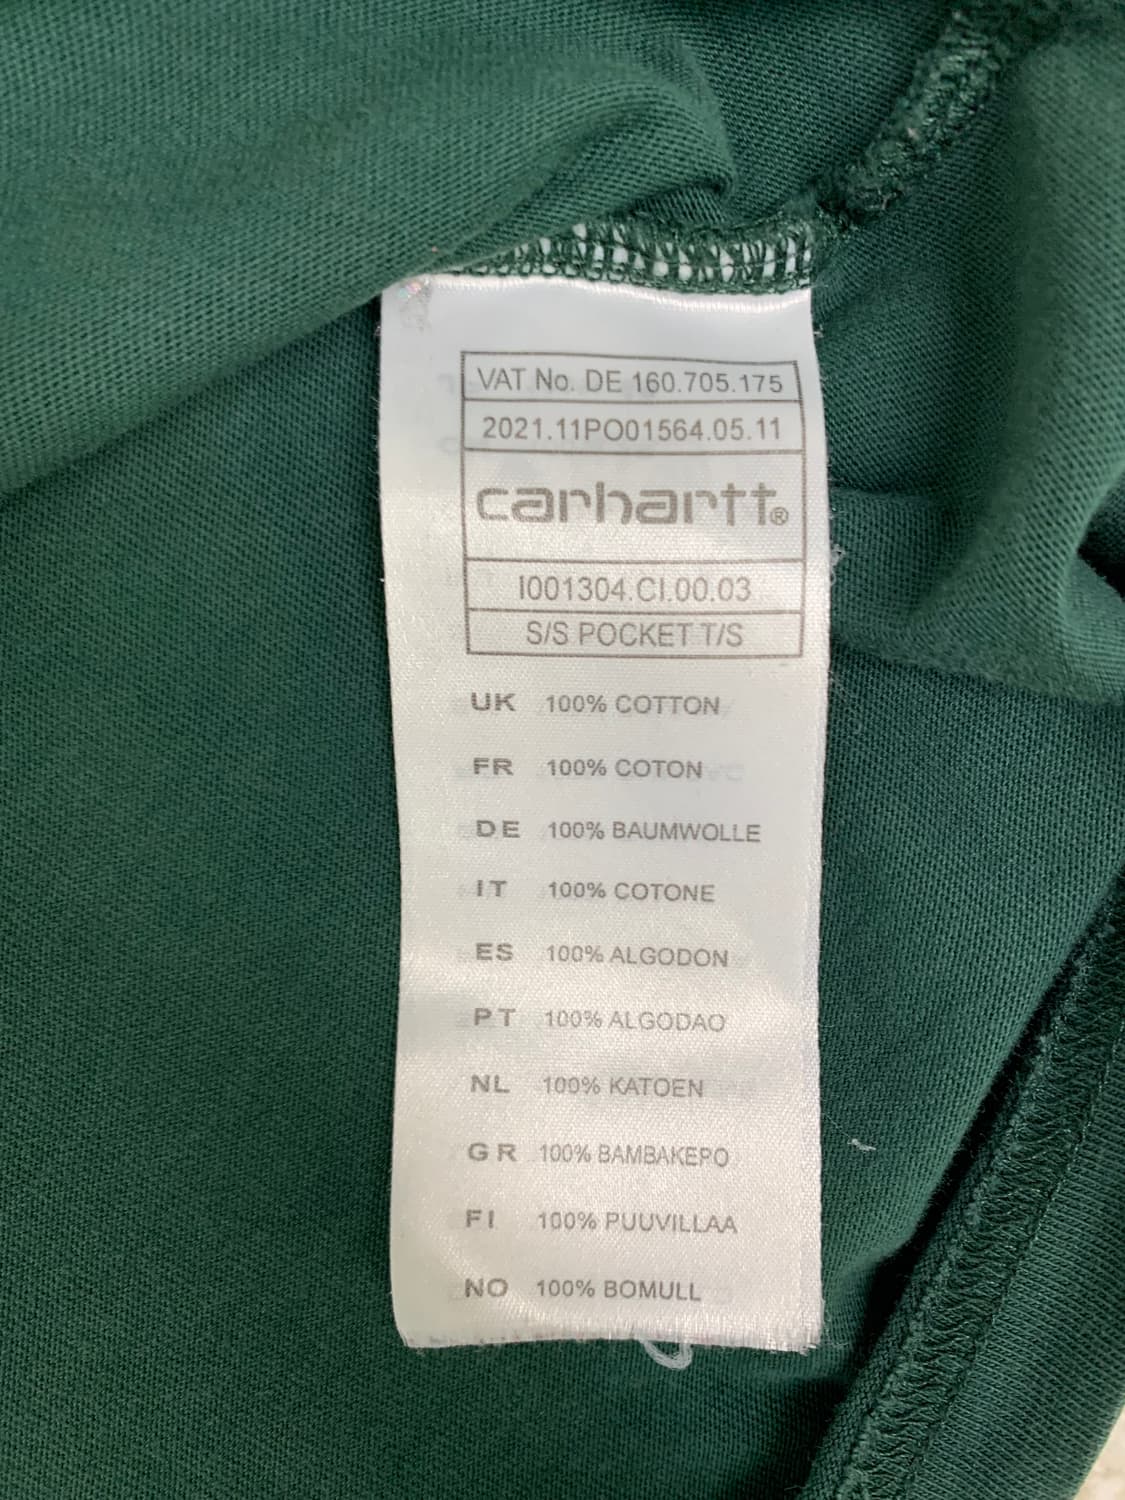 VAT No. DE 160.705.175
2021.11PO01564.05.11
carhartt®
I001304.CI.00.03
S/S POCKET T/S
UK 100% COTTON
FR 100% COTON
DE 100% BAUMWOLLE
IT 100% COTONE
ES 100% ALGODON
PT 100% ALGODAO
NL 100% KATOEN
GR 100% BAMBAKEPO
FI 100% PUUVILLAA
NO 100% BOMULL